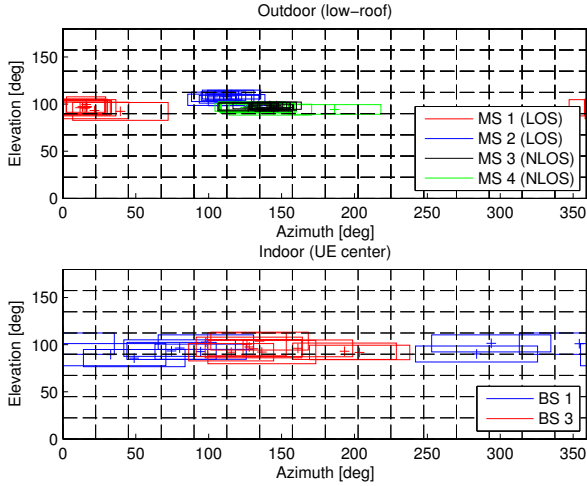 Outdoor (low−roof)
Elevation [deg]
150
100
50
0
MS 1 (LOS)
MS 2 (LOS)
MS 3 (NLOS)
MS 4 (NLOS)
0 50 100 150 200 250 300 350
Azimuth [deg]
Indoor (UE center)
Elevation [deg]
150
100
50
0
BS 1
BS 3
0 50 100 150 200 250 300 350
Azimuth [deg]